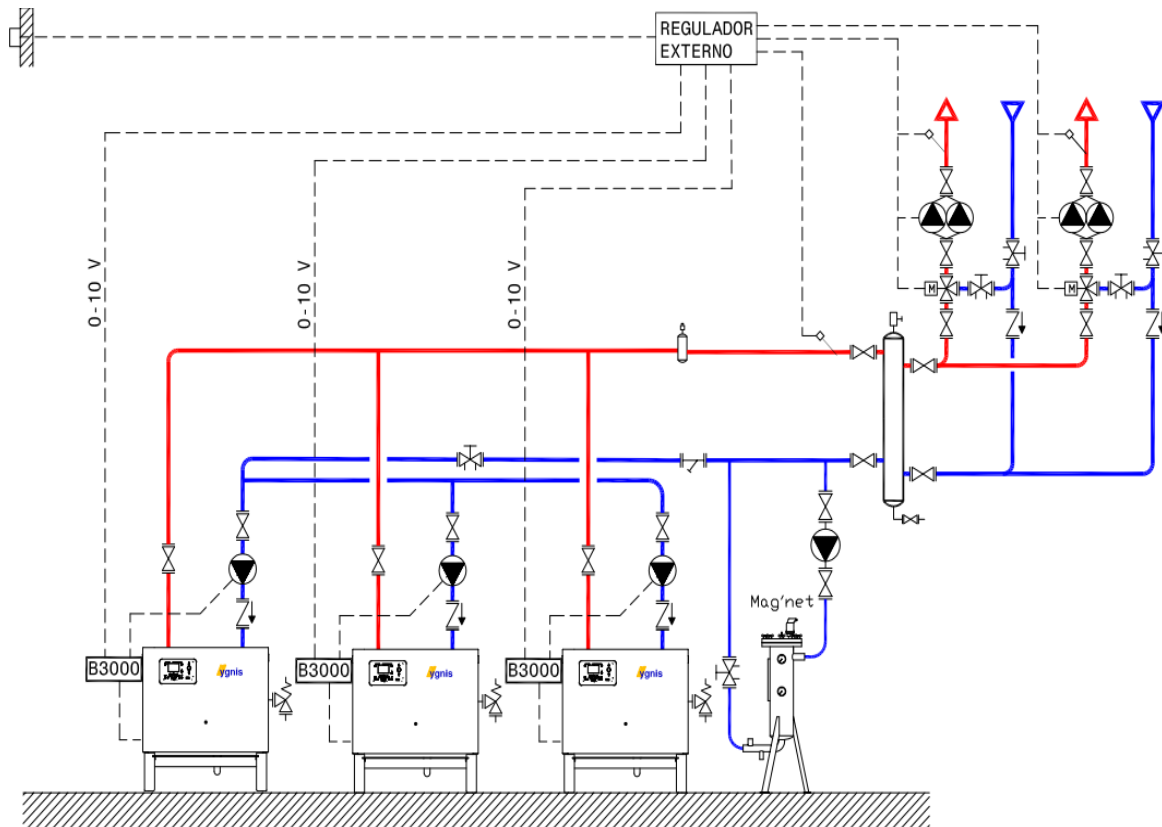 REGULADOR
EXTERNO
0-10 V
0-10 V
0-10 V
M
M
Mag'net
B3000
ygnis
B3000
ygnis
B3000
ygnis